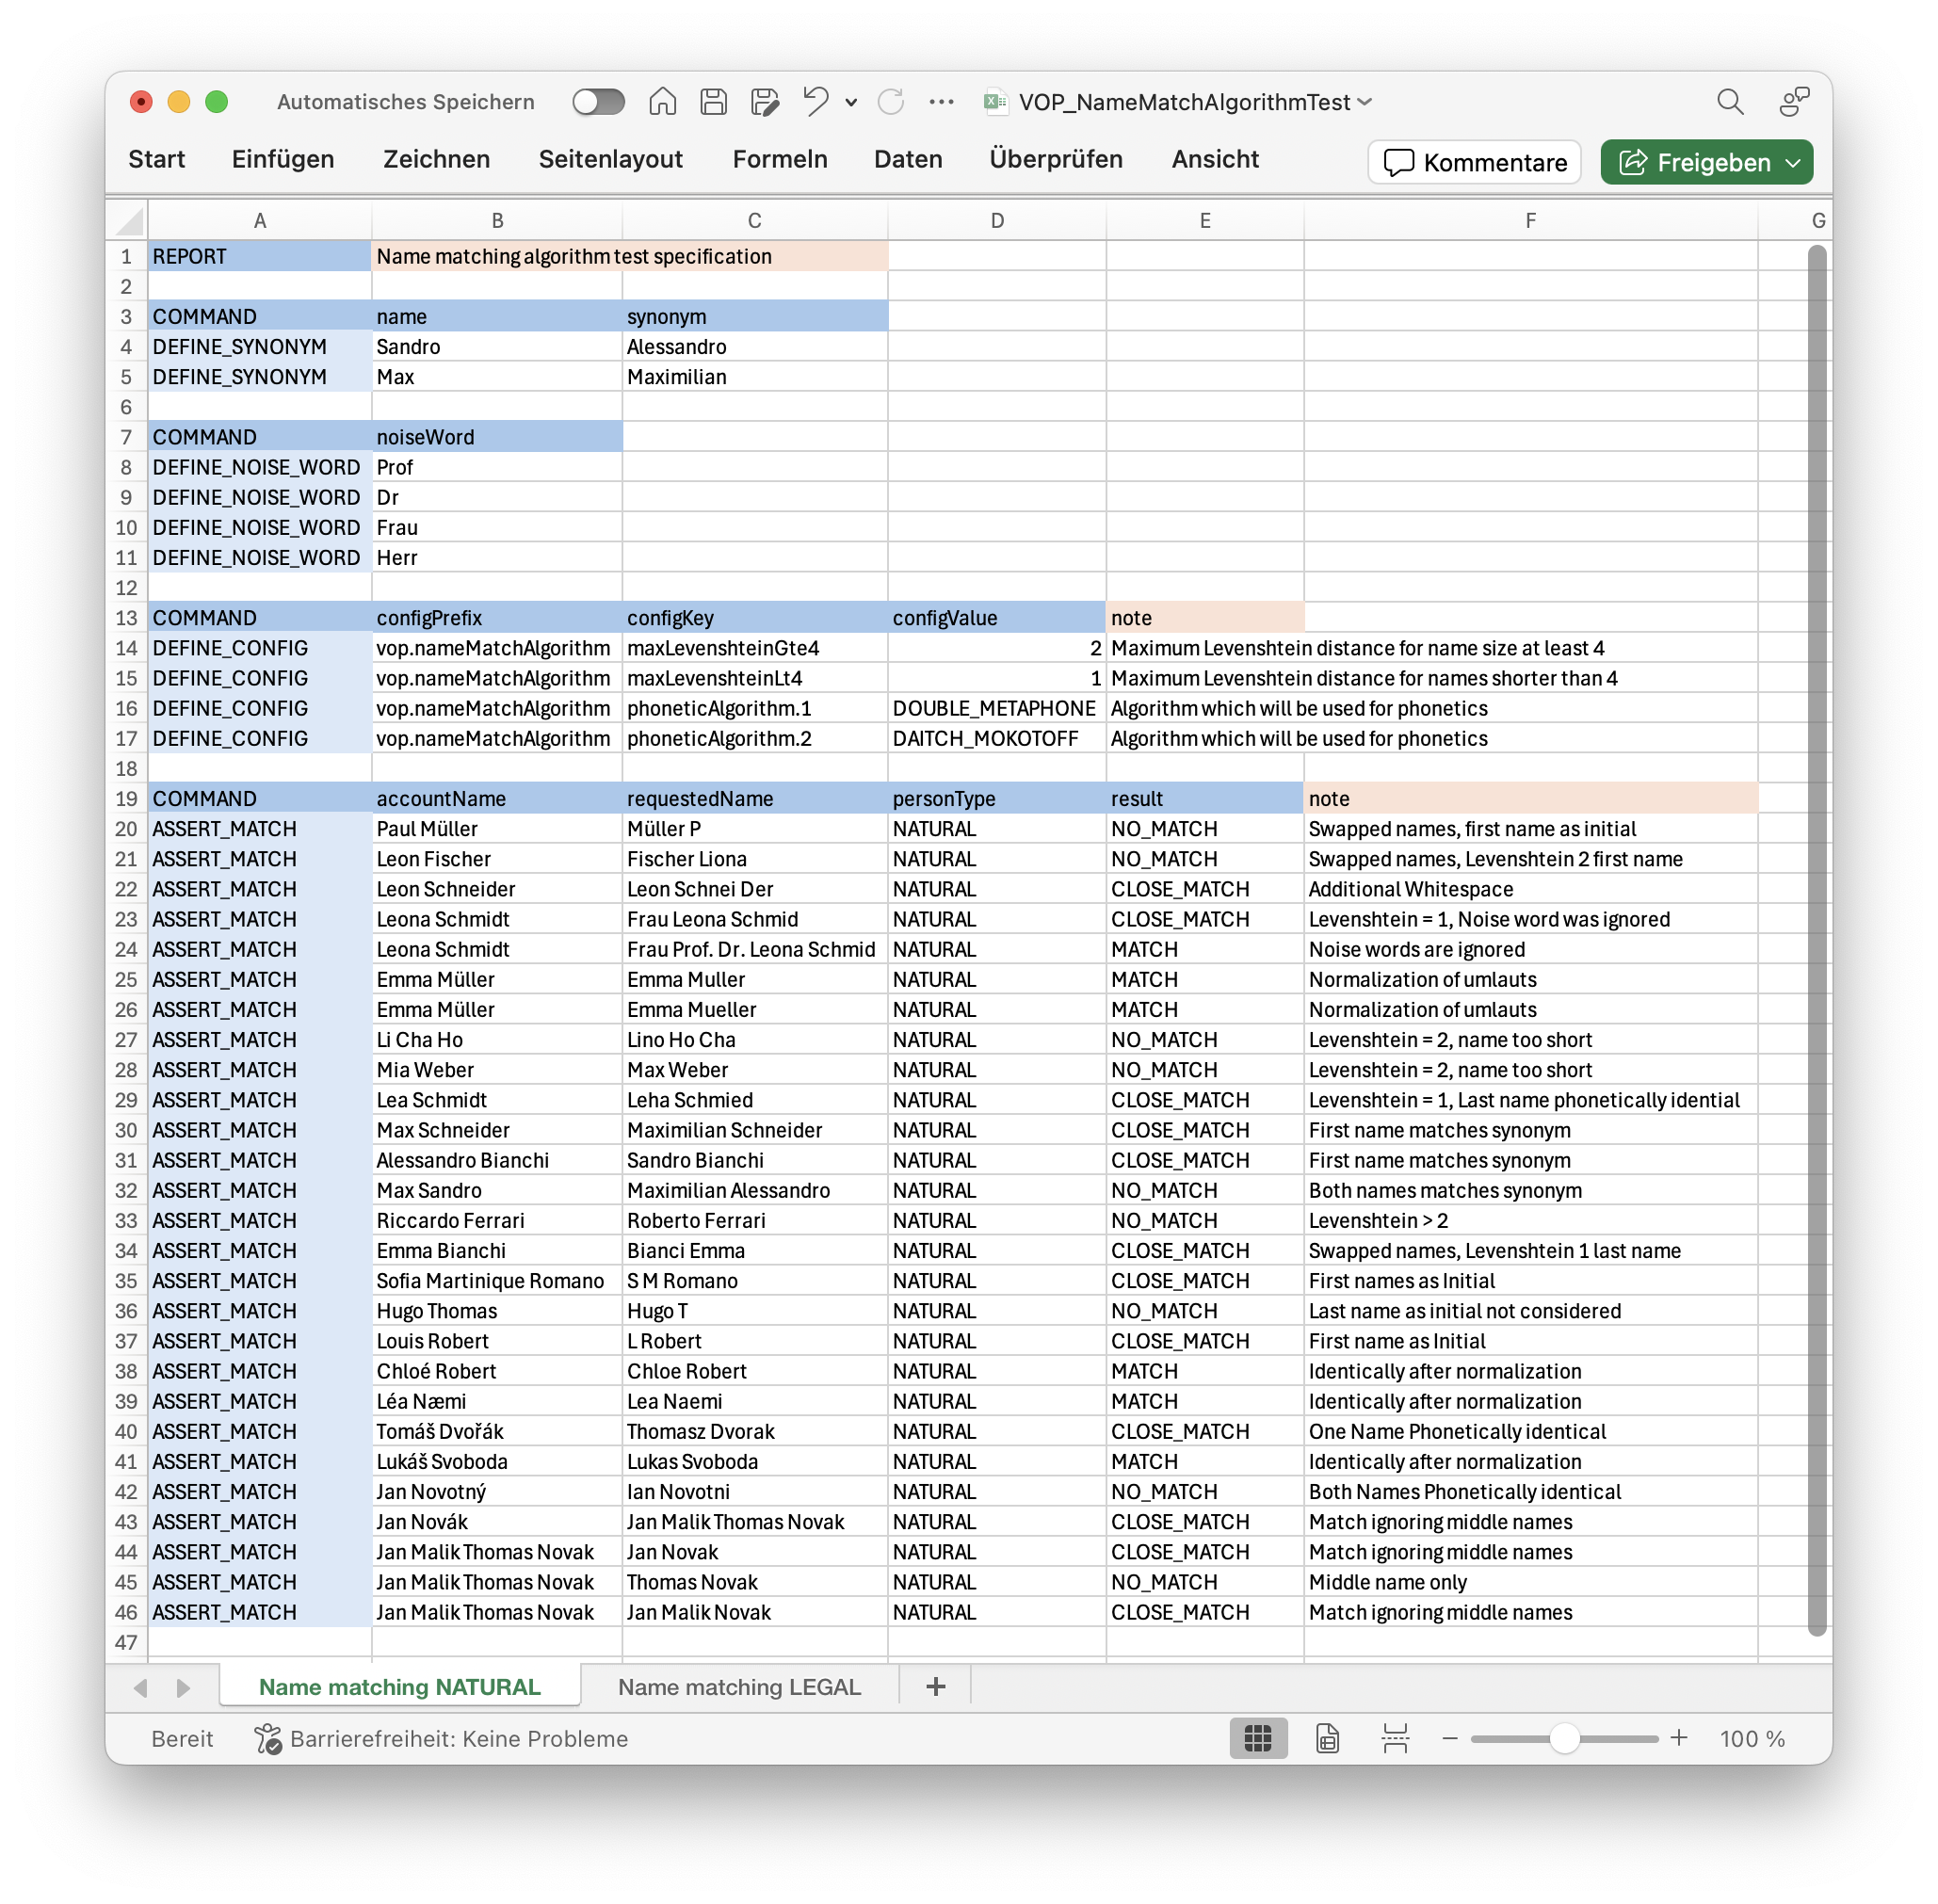 Automatisches Speichern VOP_NameMatchAlgorithmTest
Start Einfügen Zeichnen Seitenlayout Formeln Daten Überprüfen Ansicht Kommentare Freigeben
A B C D E F G
1 REPORT Name matching algorithm test specification
2
3 COMMAND name synonym
4 DEFINE_SYNONYM Sandro Alessandro
5 DEFINE_SYNONYM Max Maximilian
6
7 COMMAND noiseWord
8 DEFINE_NOISE_WORD Prof
9 DEFINE_NOISE_WORD Dr
10 DEFINE_NOISE_WORD Frau
11 DEFINE_NOISE_WORD Herr
12
13 COMMAND configPrefix configKey configValue note
14 DEFINE_CONFIG vop.nameMatchAlgorithm maxLevenshteinGte4 2 Maximum Levenshtein distance for name size at least 4
15 DEFINE_CONFIG vop.nameMatchAlgorithm maxLevenshteinLt4 1 Maximum Levenshtein distance for names shorter than 4
16 DEFINE_CONFIG vop.nameMatchAlgorithm phoneticAlgorithm.1 DOUBLE_METAPHONE Algorithm which will be used for phonetics
17 DEFINE_CONFIG vop.nameMatchAlgorithm phoneticAlgorithm.2 DAITCH_MOKOTOFF Algorithm which will be used for phonetics
18
19 COMMAND accountName requestedName personType result note
20 ASSERT_MATCH Paul Müller Müller P NATURAL NO_MATCH Swapped names, first name as initial
21 ASSERT_MATCH Leon Fischer Fischer Liona NATURAL NO_MATCH Swapped names, Levenshtein 2 first name
22 ASSERT_MATCH Leon Schneider Leon Schnei Der NATURAL CLOSE_MATCH Additional Whitespace
23 ASSERT_MATCH Leona Schmidt Frau Leona Schmid NATURAL CLOSE_MATCH Levenshtein = 1, Noise word was ignored
24 ASSERT_MATCH Leona Schmidt Frau Prof. Dr. Leona Schmid NATURAL MATCH Noise words are ignored
25 ASSERT_MATCH Emma Müller Emma Muller NATURAL MATCH Normalization of umlauts
26 ASSERT_MATCH Emma Müller Emma Mueller NATURAL MATCH Normalization of umlauts
27 ASSERT_MATCH Li Cha Ho Lino Ho Cha NATURAL NO_MATCH Levenshtein = 2, name too short
28 ASSERT_MATCH Mia Weber Max Weber NATURAL NO_MATCH Levenshtein = 2, name too short
29 ASSERT_MATCH Lea Schmidt Leha Schmied NATURAL CLOSE_MATCH Levenshtein = 1, Last name phonetically idential
30 ASSERT_MATCH Max Schneider Maximilian Schneider NATURAL CLOSE_MATCH First name matches synonym
31 ASSERT_MATCH Alessandro Bianchi Sandro Bianchi NATURAL CLOSE_MATCH First name matches synonym
32 ASSERT_MATCH Max Sandro Maximilian Alessandro NATURAL NO_MATCH Both names matches synonym
33 ASSERT_MATCH Riccardo Ferrari Roberto Ferrari NATURAL NO_MATCH Levenshtein > 2
34 ASSERT_MATCH Emma Bianchi Bianci Emma NATURAL CLOSE_MATCH Swapped names, Levenshtein 1 last name
35 ASSERT_MATCH Sofia Martinique Romano S M Romano NATURAL CLOSE_MATCH First names as Initial
36 ASSERT_MATCH Hugo Thomas Hugo T NATURAL NO_MATCH Last name as initial not considered
37 ASSERT_MATCH Louis Robert L Robert NATURAL CLOSE_MATCH First name as Initial
38 ASSERT_MATCH Chloé Robert Chloe Robert NATURAL MATCH Identically after normalization
39 ASSERT_MATCH Léa Næmi Lea Naemi NATURAL MATCH Identically after normalization
40 ASSERT_MATCH Tomáš Dvořák Thomasz Dvorak NATURAL CLOSE_MATCH One Name Phonetically identical
41 ASSERT_MATCH Lukáš Svoboda Lukas Svoboda NATURAL MATCH Identically after normlization
42 ASSERT_MATCH Jan Novotný Ian Novotni NATURAL NO_MATCH Both Names Phonetically identical
43 ASSERT_MATCH Jan Novák Jan Malik Thomas Novak NATURAL CLOSE_MATCH Match ignoring middle names
44 ASSERT_MATCH Jan Malik Thomas Novak Jan Novak NATURAL CLOSE_MATCH Match ignoring middle names
45 ASSERT_MATCH Jan Malik Thomas Novak Thomas Novak NATURAL NO_MATCH Middle name only
46 ASSERT_MATCH Jan Malik Thomas Novak Jan Malik Novak NATURAL CLOSE_MATCH Match ignoring middle names
47
Name matching NATURAL Name matching LEGAL +
Bereit Barrierefreiheit: Keine Probleme 100 %